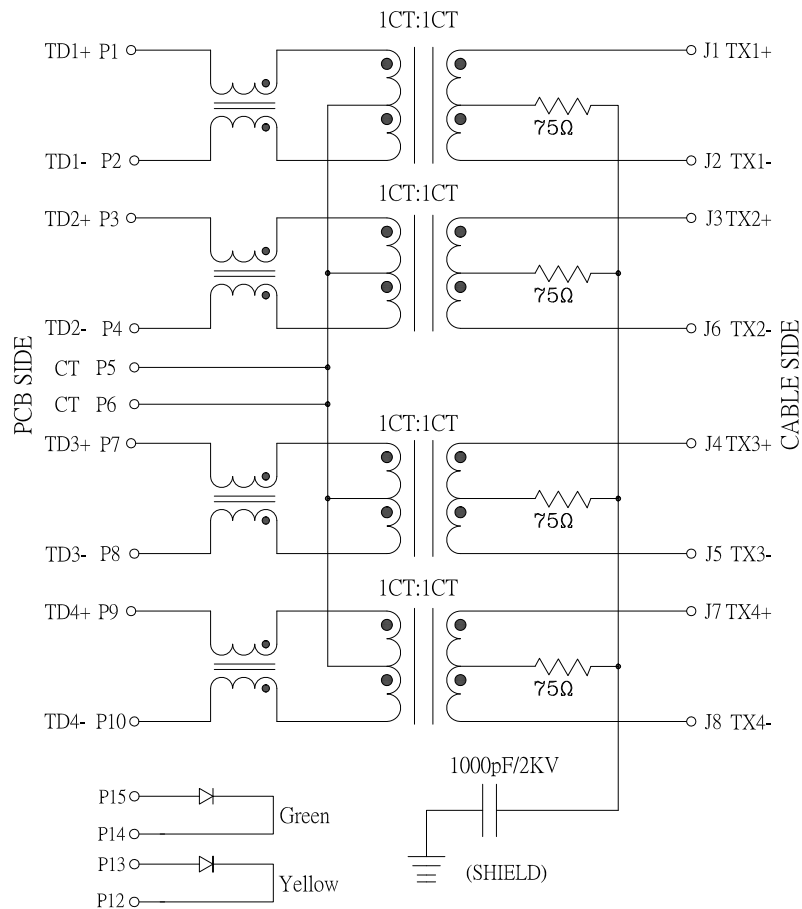 1CT:1CT
TD1+ P1
J1 TX1+
75Ω
TD1- P2
J2 TX1-
1CT:1CT
TD2+ P3
J3 TX2+
75Ω
TD2- P4
J6 TX2-
PCB SIDE
CABLE SIDE
CT P5
CT P6
1CT:1CT
TD3+ P7
J4 TX3+
75Ω
TD3- P8
J5 TX3-
1CT:1CT
TD4+ P9
J7 TX4+
75Ω
TD4- P10
J8 TX4-
1000pF/2KV
P15
Green
P14
P13
(SHIELD)
Yellow
P12